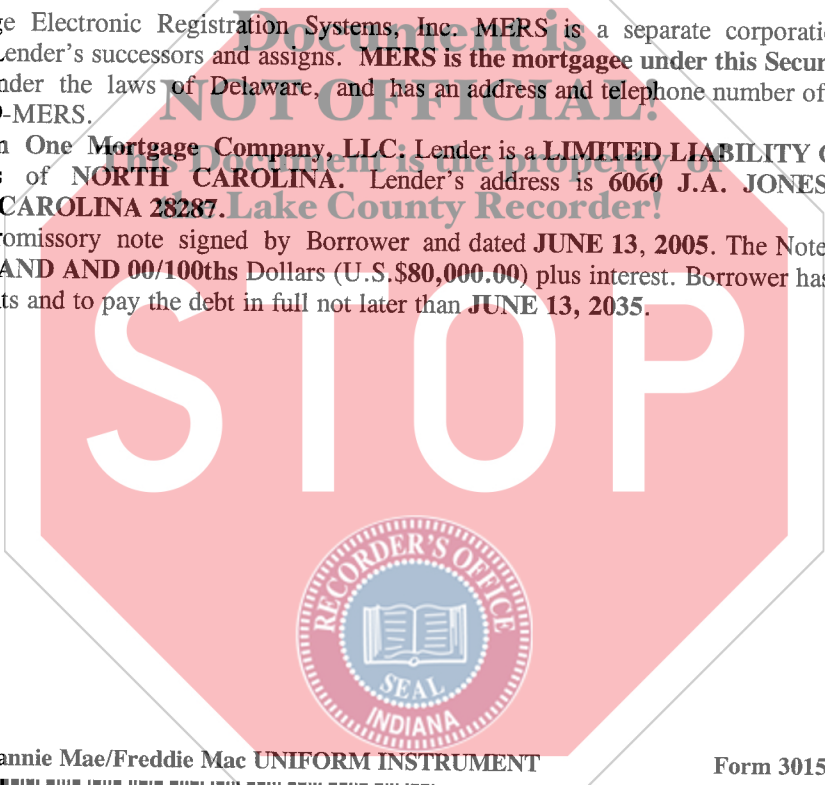 ge Electronic Registration Systems, Inc. MERS is a separate corporati
Lender's successors and assigns. MERS is the mortgagee under this Secur
nder the laws of Delaware, and has an address and telephone number of
-MERS.
n One Mortgage Company, LLC. Lender is a LIMITED LIABILITY
of NORTH CAROLINA. Lender's address is 6060 J.A. JONES
CAROLINA 28287.
omissory note signed by Borrower and dated JUNE 13, 2005. The Note
AND AND 00/100ths Dollars (U.S.$80,000.00) plus interest. Borrower has
ts and to pay the debt in full not later than JUNE 13, 2035.
Document is
NOT OFFICIAL!
This Document is the property of
the Lake County Recorder!
STOP
RECORDER'S OFFICE
SEAL
INDIANA
annie Mae/Freddie Mac UNIFORM INSTRUMENT
Form 3015